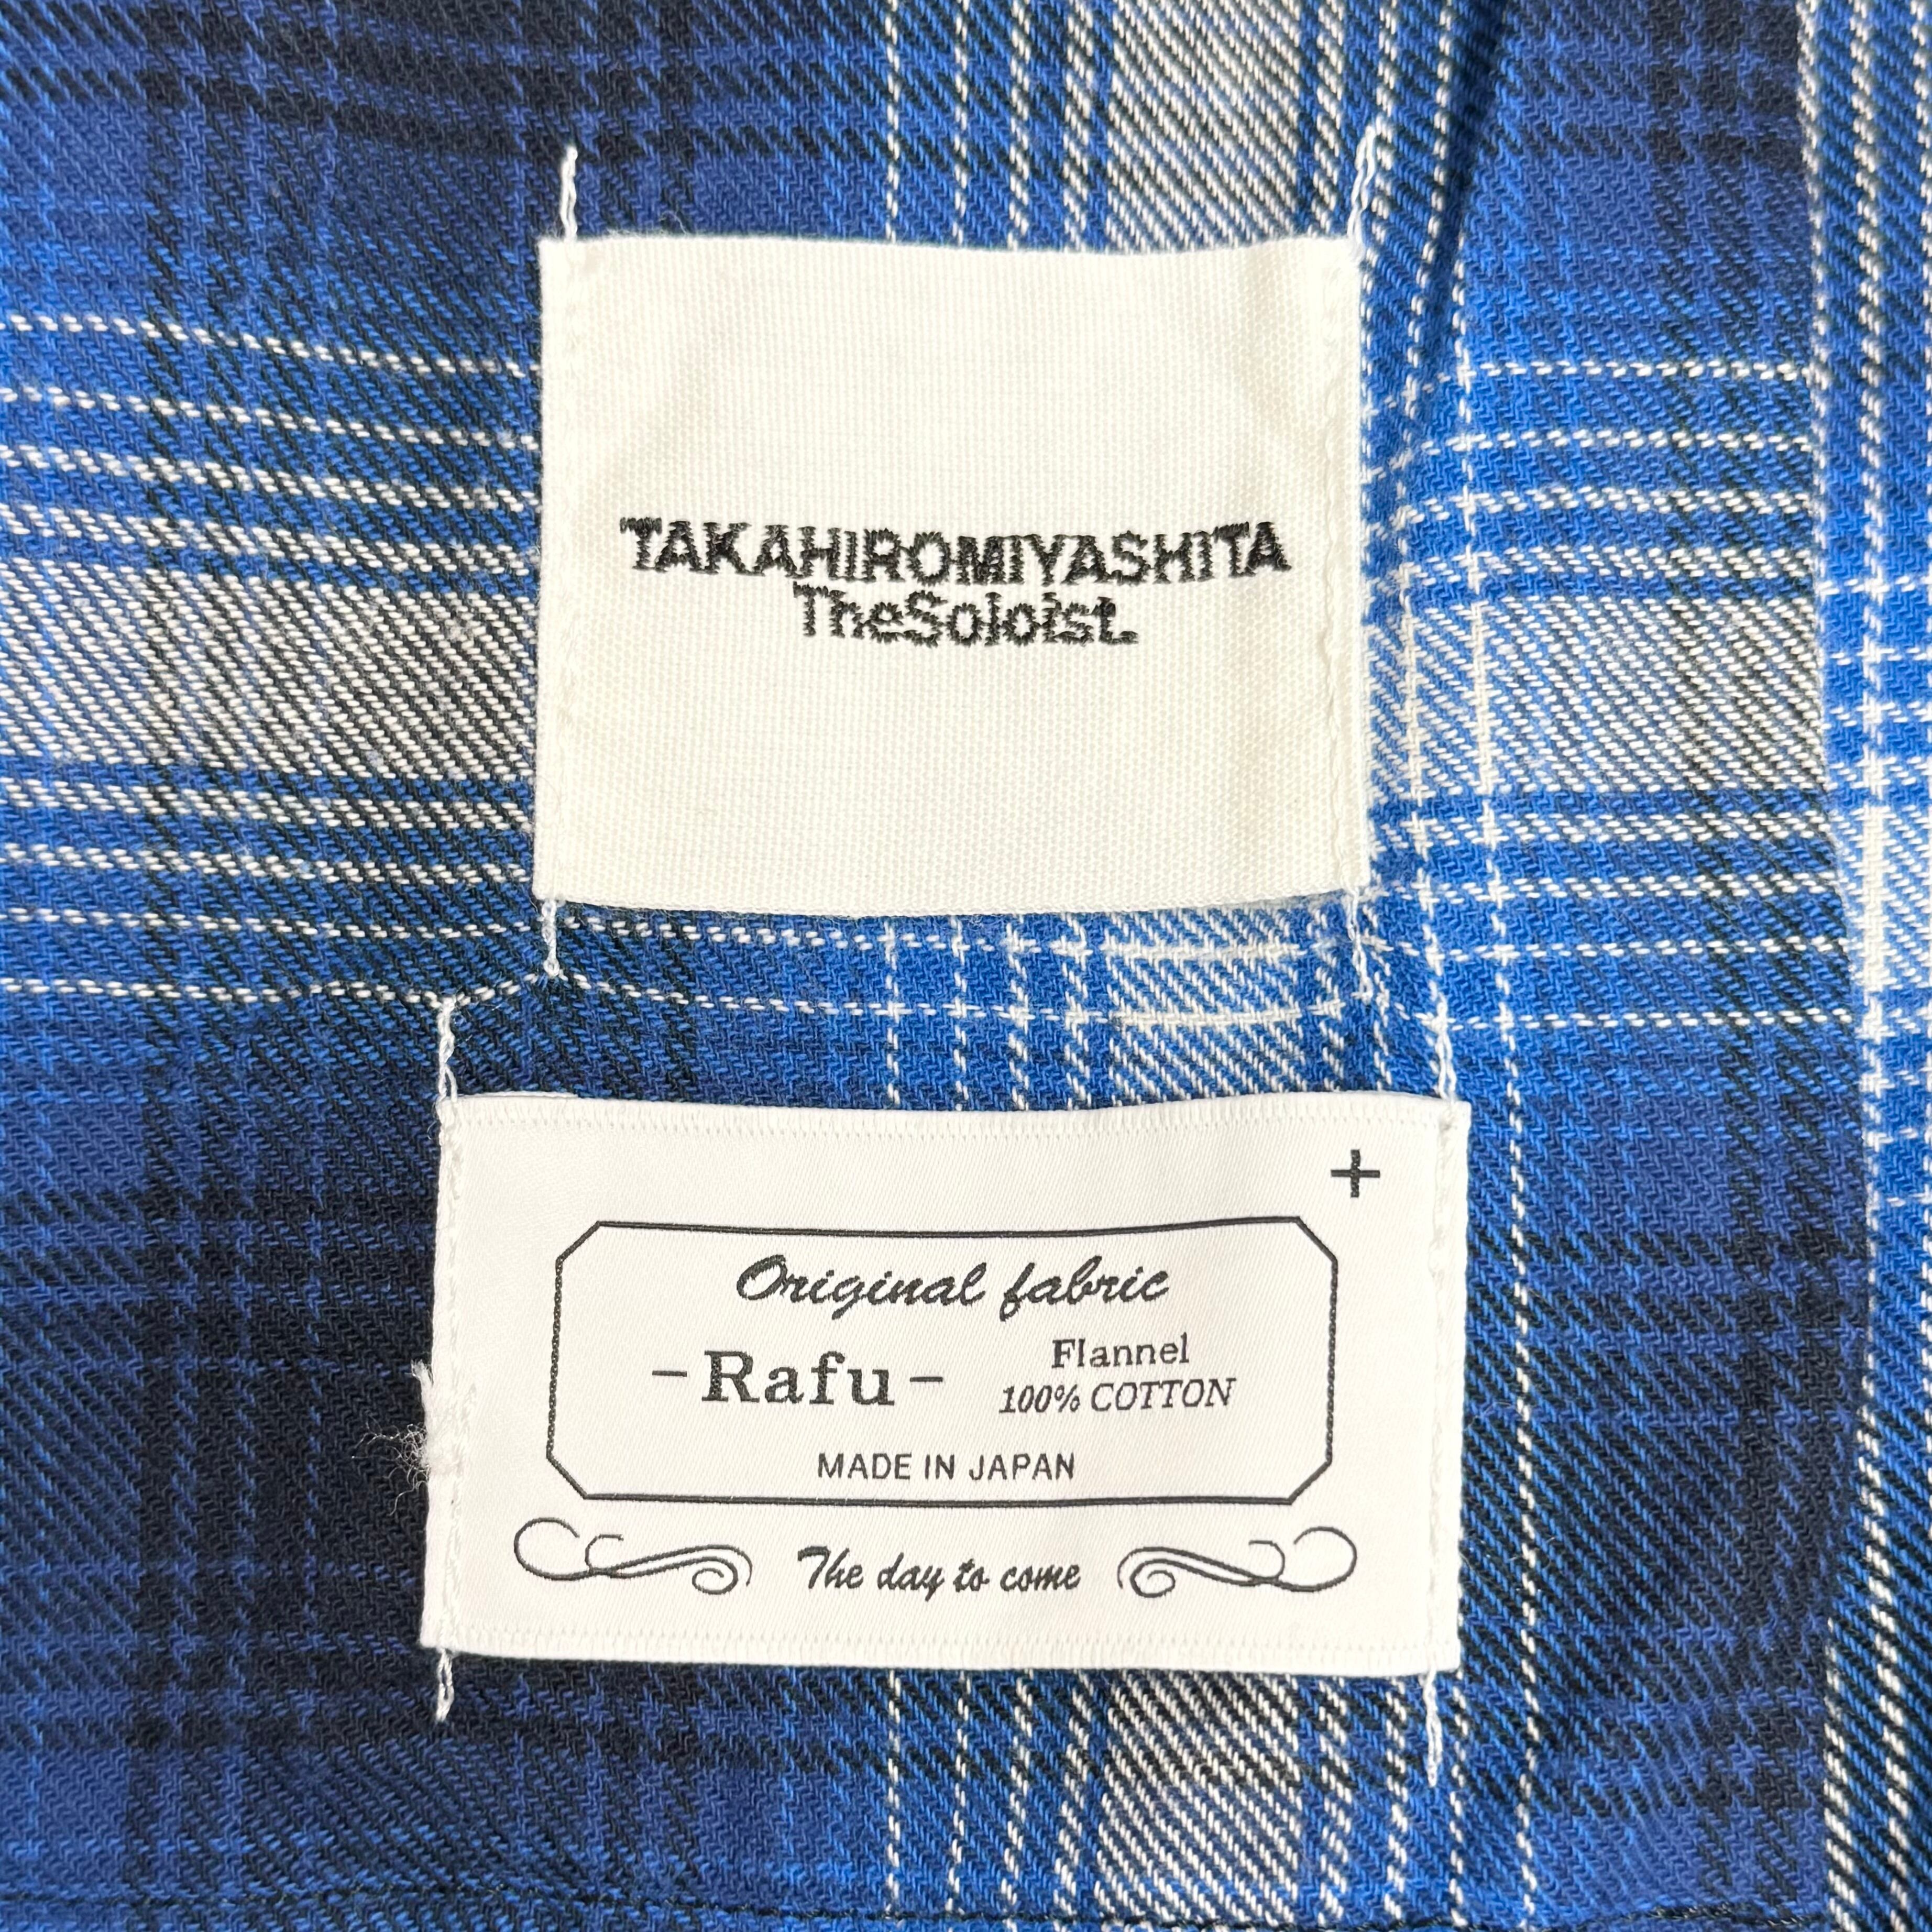 TAKAHIROMIYASHITA
TheSoloist.
+
Original fabric
-Rafu-
Flannel
100% COTTON
MADE IN JAPAN
The day to come